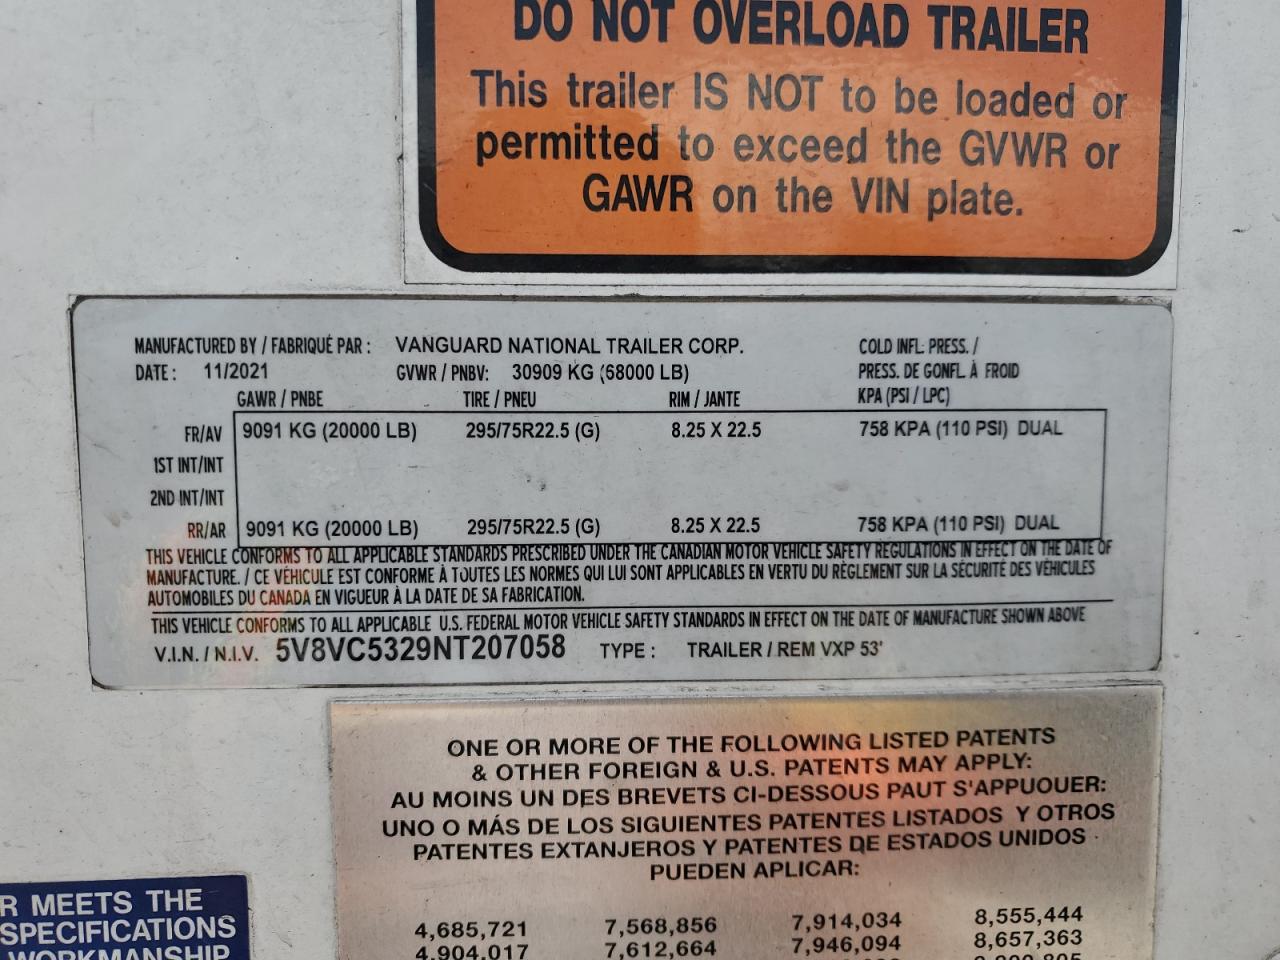 DO NOT OVERLOAD TRAILER
This trailer IS NOT to be loaded or
permitted to exceed the GVWR or
GAWR on the VIN plate.
MANUFACTURED BY / FABRIQUÉ PAR : VANGUARD NATIONAL TRAILER CORP. COLD INFL. PRESS. /
DATE : 11/2021 GVWR / PNBV: 30909 KG (68000 LB) PRESS. DE GONFL. À FROID
GAWR / PNBE TIRE / PNEU RIM / JANTE KPA (PSI / LPC)
FR/AV 9091 KG (20000 LB) 295/75R22.5 (G) 8.25 X 22.5 758 KPA (110 PSI) DUAL
1ST INT/INT
2ND INT/INT
RR/AR 9091 KG (20000 LB) 295/75R22.5 (G) 8.25 X 22.5 758 KPA (110 PSI) DUAL
THIS VEHICLE CONFORMS TO ALL APPLICABLE STANDARDS PRESCRIBED UNDER THE CANADIAN MOTOR VEHICLE SAFETY REGULATIONS IN EFFECT ON THE DATE OF
MANUFACTURE. / CE VÉHICULE EST CONFORME À TOUTES LES NORMES QUI LUI SONT APPLICABLES EN VERTU DU RÈGLEMENT SUR LA SÉCURITÉ DES VÉHICULES
AUTOMOBILES DU CANADA EN VIGUEUR À LA DATE DE SA FABRICATION.
THIS VEHICLE CONFORMS TO ALL APPLICABLE U.S. FEDERAL MOTOR VEHICLE SAFETY STANDARDS IN EFFECT ON THE DATE OF MANUFACTURE SHOWN ABOVE
V.I.N. / N.I.V. 5V8VC5329NT207058 TYPE : TRAILER / REM VXP 53'
ONE OR MORE OF THE FOLLOWING LISTED PATENTS
& OTHER FOREIGN & U.S. PATENTS MAY APPLY:
AU MOINS UN DES BREVETS CI-DESSOUS PAUT S'APPUOUER:
UNO O MÁS DE LOS SIGUIENTES PATENTES LISTADOS Y OTROS
PATENTES EXTANJEROS Y PATENTES DE ESTADOS UNIDOS
PUEDEN APLICAR:
4,685,721 7,568,856 7,914,034 8,555,444
4,904,017 7,612,664 7,946,094 8,657,363
R MEETS THE
SPECIFICATIONS
WORKMANSHIP